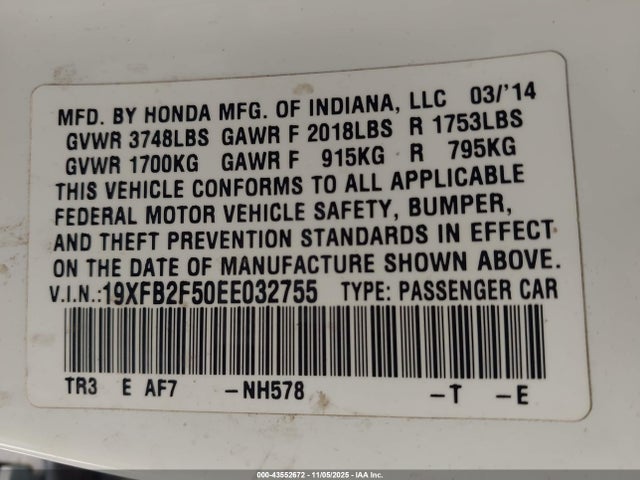 MFD. BY HONDA MFG. OF INDIANA, LLC 03/'14
GVWR 3748LBS GAWR F 2018LBS R 1753LBS
GVWR 1700KG GAWR F 915KG R 795KG
THIS VEHICLE CONFORMS TO ALL APPLICABLE
FEDERAL MOTOR VEHICLE SAFETY, BUMPER,
AND THEFT PREVENTION STANDARDS IN EFFECT
ON THE DATE OF MANUFACTURE SHOWN ABOVE.
V.I.N.:19XFB2F50EE032755 TYPE: PASSENGER CAR
TR3 E AF7 -NH578 -T -E
000-43552672 - 11/05/2025 - IAA Inc.